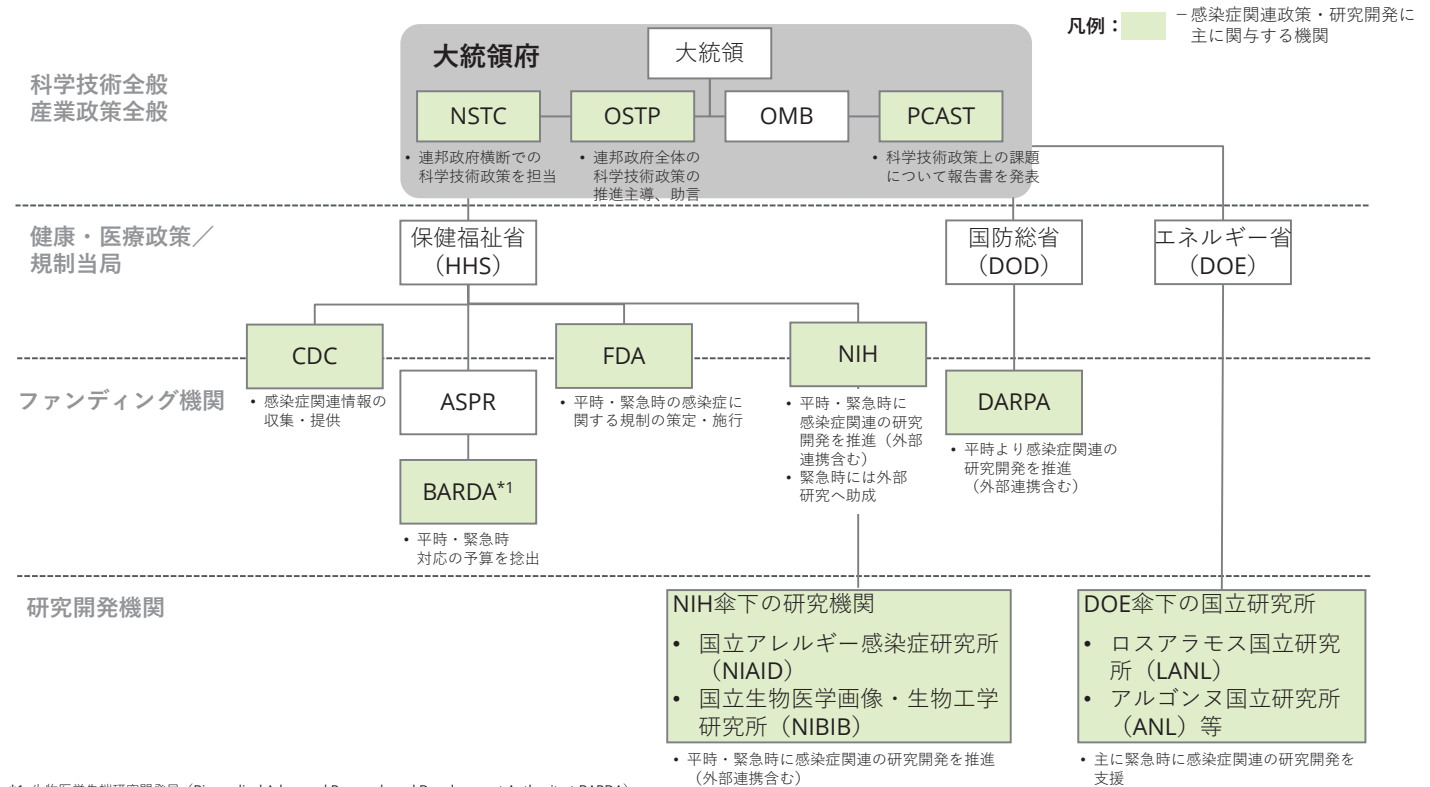 凡例：
– 感染症関連政策・研究開発に
主に関与する機関
大統領府
大統領
科学技術全般
産業政策全般
NSTC
OSTP
OMB
PCAST
• 連邦政府横断での
科学技術政策を担当
• 連邦政府全体の
科学技術政策の
推進主導、助言
• 科学技術政策上の課題
について報告書を発表
健康・医療政策／
規制当局
保健福祉省
（HHS）
国防総省
（DOD）
エネルギー省
（DOE）
CDC
FDA
NIH
ファンディング機関
• 感染症関連情報の
収集・提供
ASPR
• 平時・緊急時の感染症に
関する規制の策定・施行
• 平時・緊急時に
感染症関連の研究
開発を推進（外部
連携含む）
• 緊急時には外部
研究へ助成
DARPA
• 平時より感染症関連の
研究開発を推進
（外部連携含む）
BARDA*1
• 平時・緊急時
対応の予算を捻出
研究開発機関
NIH傘下の研究機関
• 国立アレルギー感染症研究所
（NIAID）
• 国立生物医学画像・生物工学
研究所（NIBIB）
• 平時・緊急時に感染症関連の研究開発を推進
（外部連携含む）
DOE傘下の国立研究所
• ロスアラモス国立研究
所（LANL）
• アルゴンヌ国立研究所
（ANL）等
• 主に緊急時に感染症関連の研究開発を
支援
*1 生物医学先端研究開発局（Biomedical Advanced Research and Development Authority：BARDA）